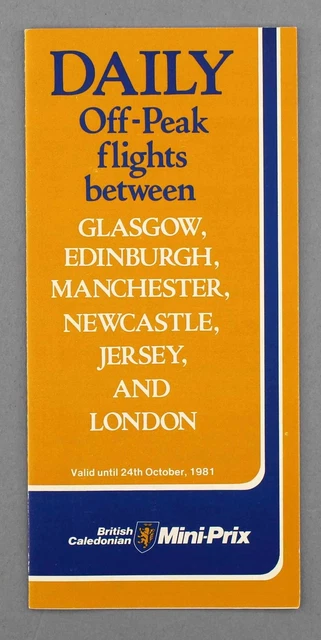 DAILY
Off-Peak
flights
between
GLASGOW,
EDINBURGH,
MANCHESTER,
NEWCASTLE,
JERSEY,
AND
LONDON
Valid until 24th October, 1981
British
Caledonian Mini-Prix